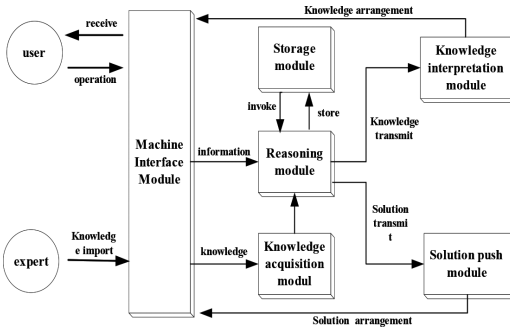 Knowledge arrangement
receive
user
operation
Storage
module
Knowledge
interpretation
module
invoke
store
Knowledge
transmit
Machine
Interface
Module
information
Reasoning
module
Solution
transmi
t
Knowledg
e import
expert
knowledge
Knowledge
acquisition
modul
Solution push
module
Solution arrangement